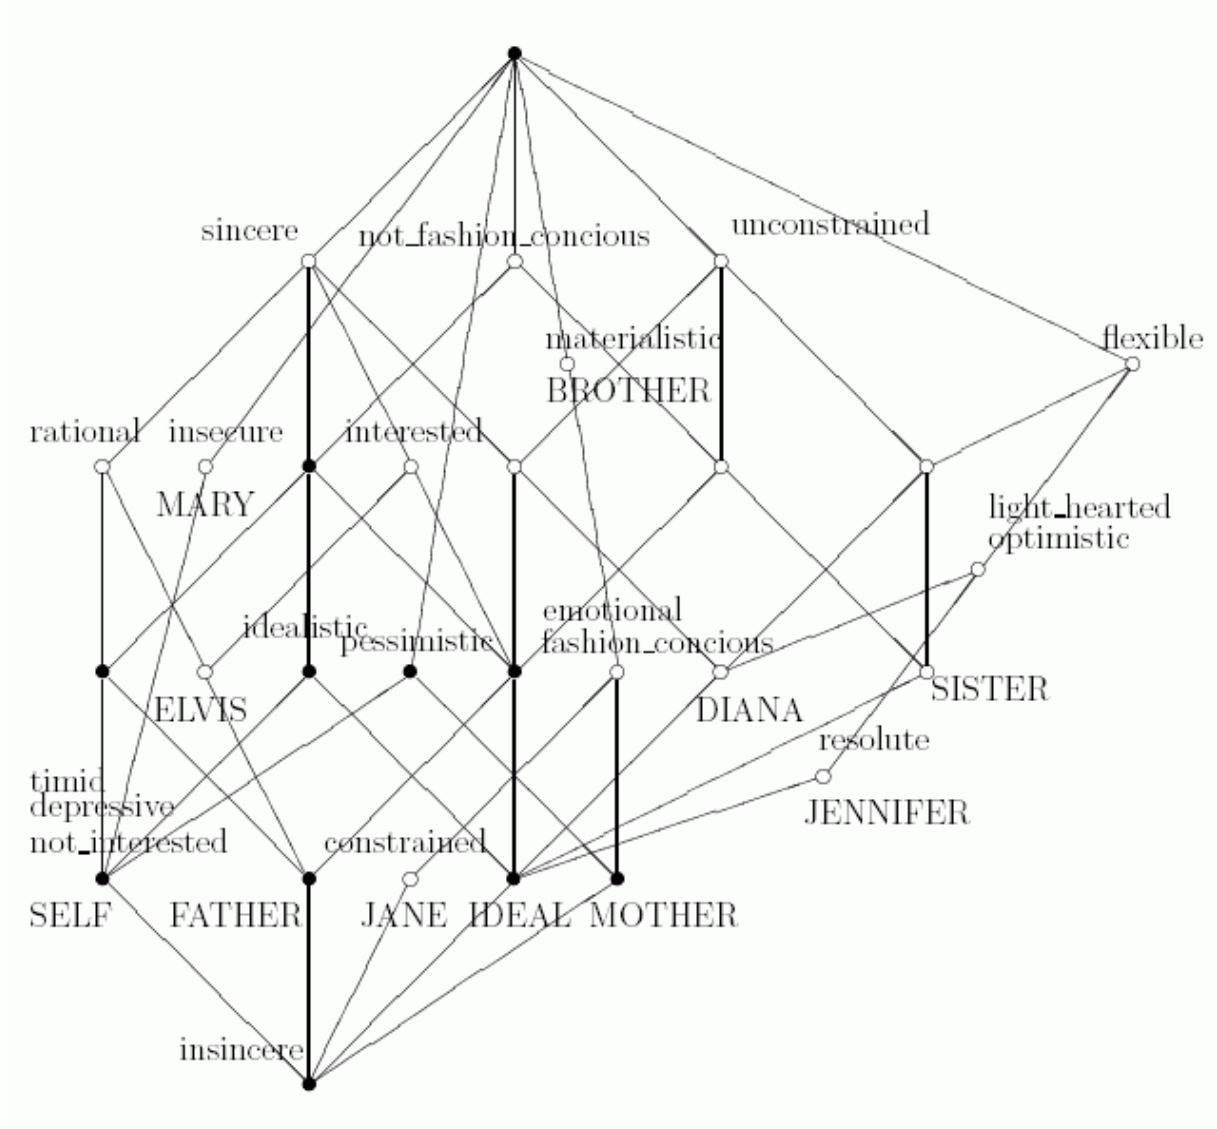 unconstrained
sincere
not_fashion_concious
materialistic
flexible
BROTHER
rational
insecure
interested
MARY
light_hearted
optimistic
emotional
idealistic
pessimistic
fashion_concious
SISTER
ELVIS
DIANA
resolute
timid
depressive
JENNIFER
not_interested
constrained
SELF
FATHER
JANE
IDEAL
MOTHER
insincere